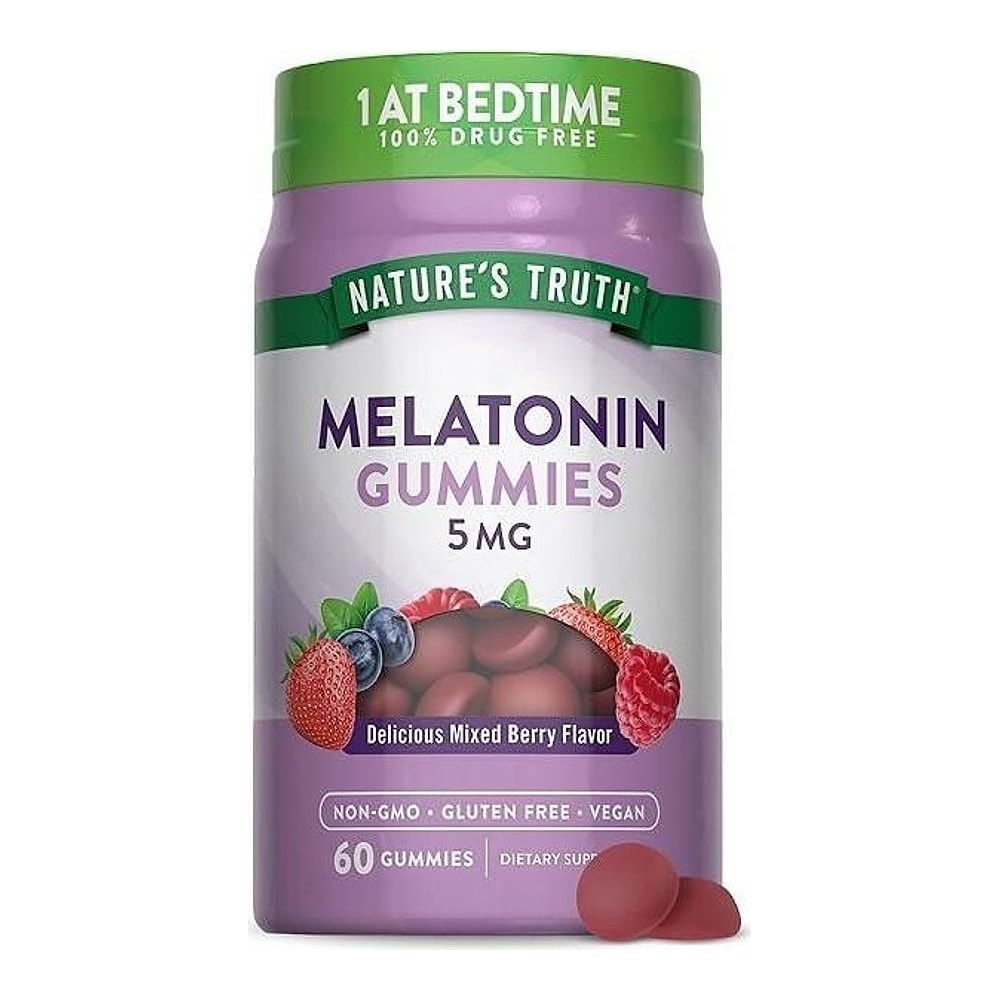 1 AT BEDTIME
100% DRUG FREE
NATURE'S TRUTH®
MELATONIN
GUMMIES
5 MG
Delicious Mixed Berry Flavor
NON-GMO • GLUTEN FREE • VEGAN
60 GUMMIES | DIETARY